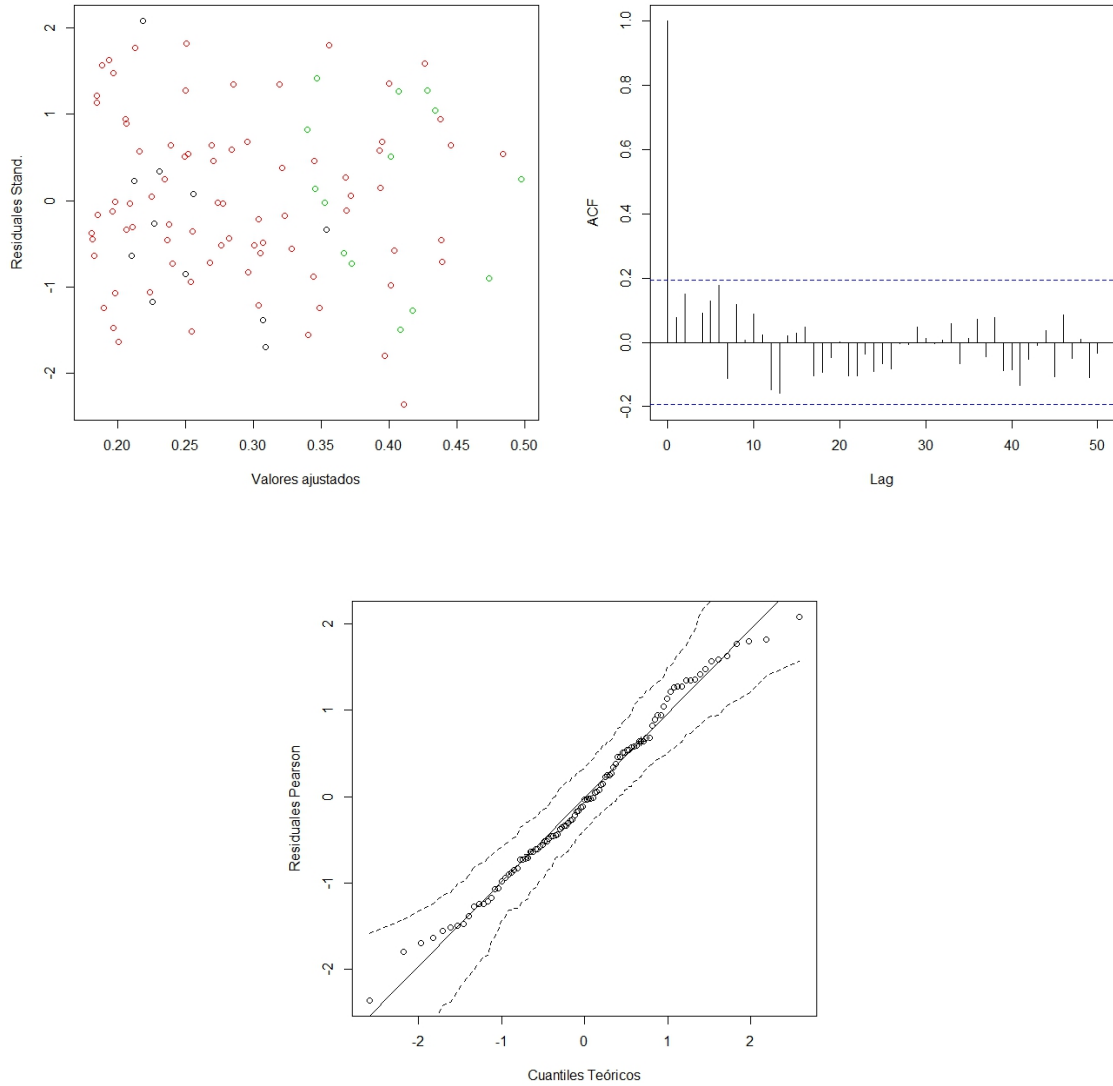 2
1
0
-1
-2
Residuales Stand.
0.20 0.25 0.30 0.35 0.40 0.45 0.50
Valores ajustados
1.0
0.8
0.6
0.4
0.2
0.0
-0.2
ACF
0 10 20 30 40 50
Lag
2
1
0
-1
-2
Residuales Pearson
-2 -1 0 1 2
Cuantiles Teóricos